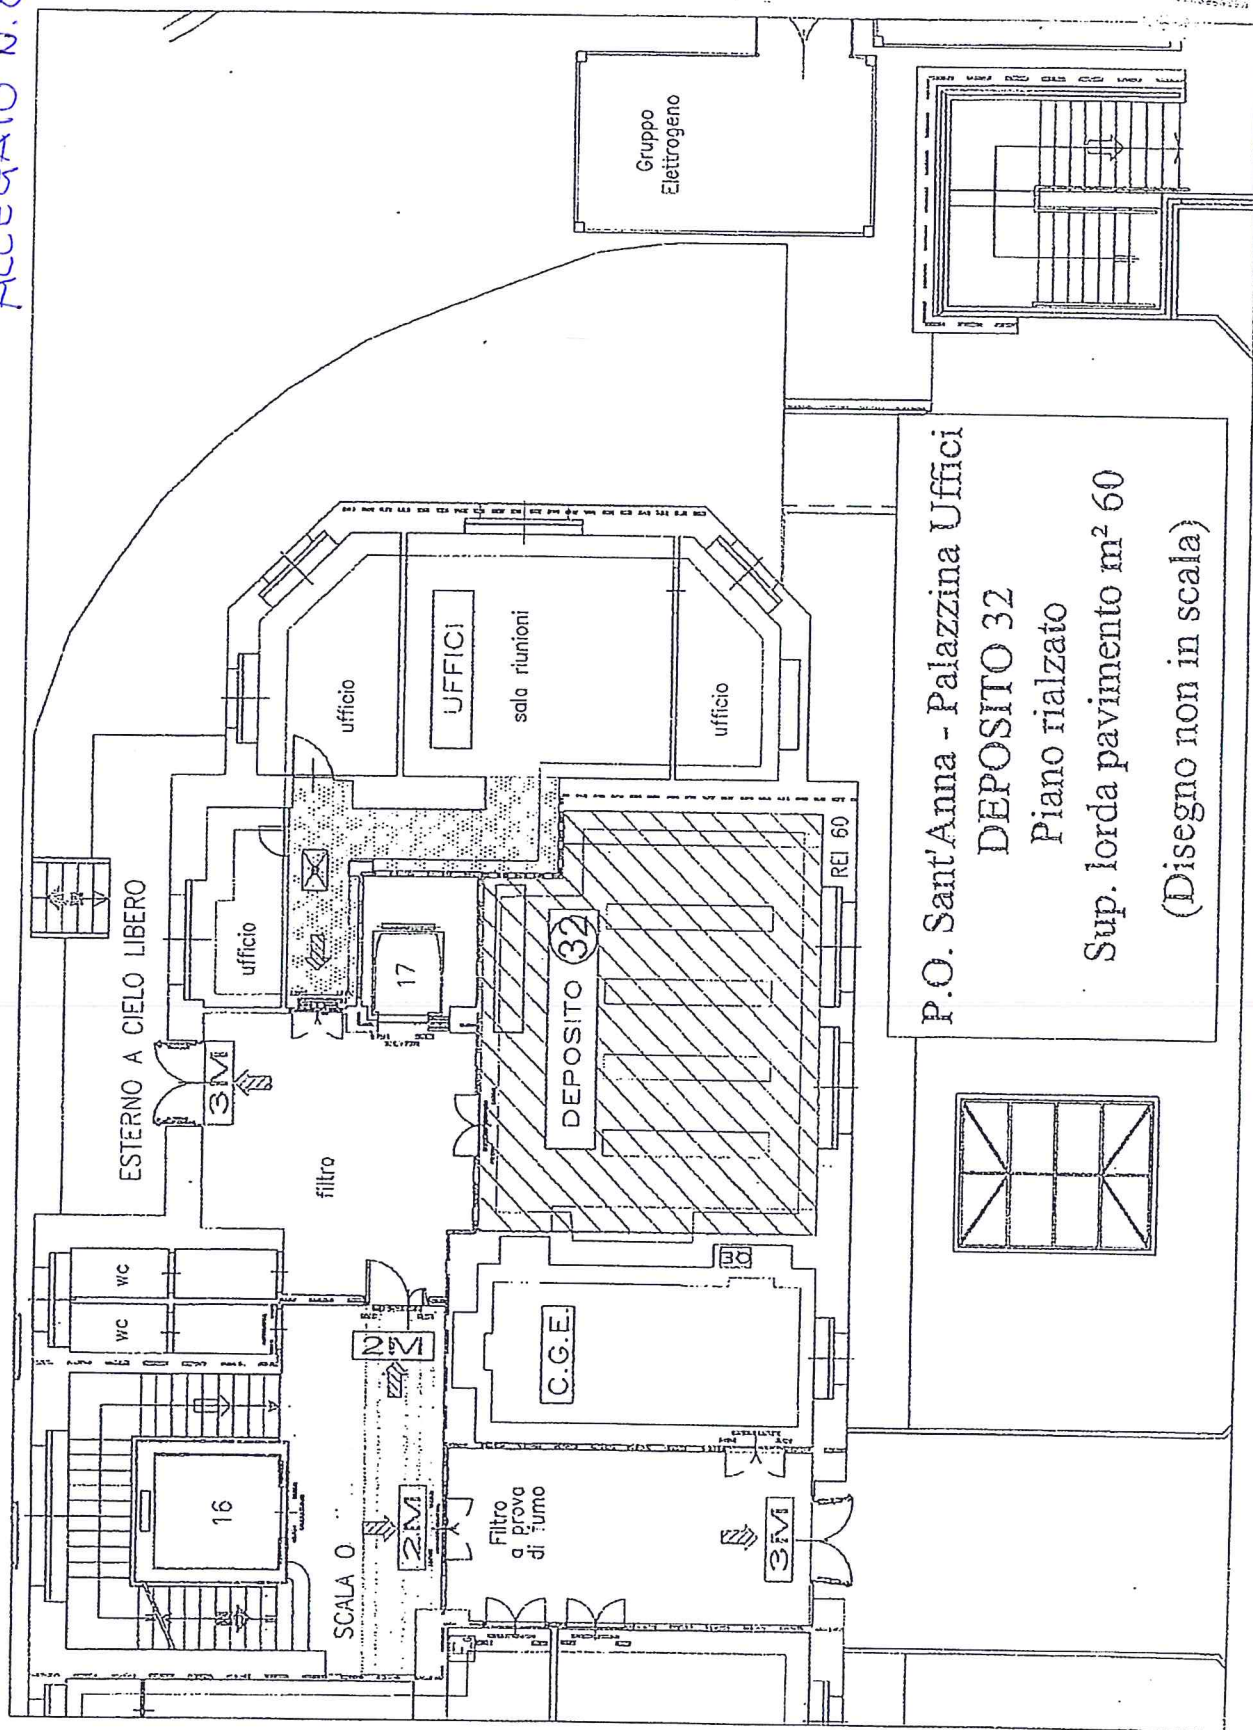 ALLEGATO N.
ESTERNO A CIELO LIBERO
Gruppo
Elettrogeno
wc
wc
3M
ufficio
ufficio
UFFICI
sala riunioni
ufficio
16
SCALA O
filtro
17
2M
2M
Filtro
a prova
di fumo
C.G.E.
30
DEPOSITO 32
REI 60
3M
P.O. Sant'Anna - Palazzina Uffici
DEPOSITO 32
Piano rialzato
Sup. lorda pavimento m² 60
(Disegno non in scala)